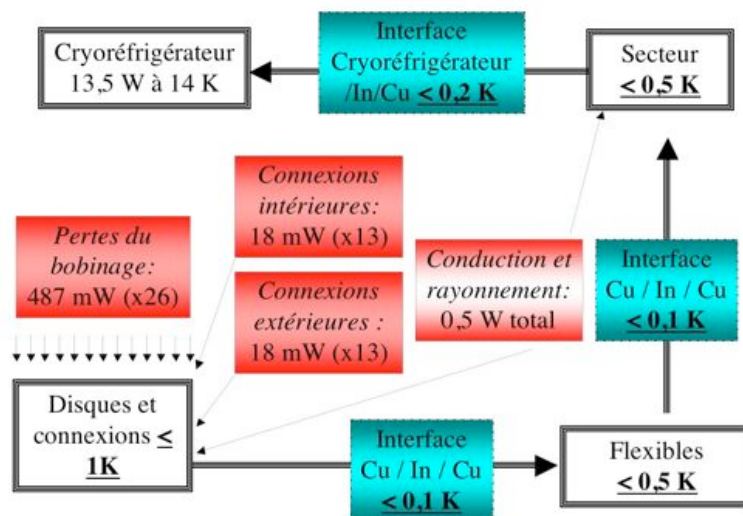 Cryoréfrigérateur
13,5 W à 14 K
Interface
Cryoréfrigérateur
/In/Cu < 0,2 K
Secteur
< 0,5 K
Pertes du
bobinage:
487 mW (x26)
Connexions
intérieures:
18 mW (x13)
Connexions
extérieures :
18 mW (x13)
Conduction et
rayonnement:
0,5 W total
Interface
Cu / In / Cu
< 0,1 K
Disques et
connexions <
1K
Interface
Cu / In / Cu
< 0,1 K
Flexibles
< 0,5 K